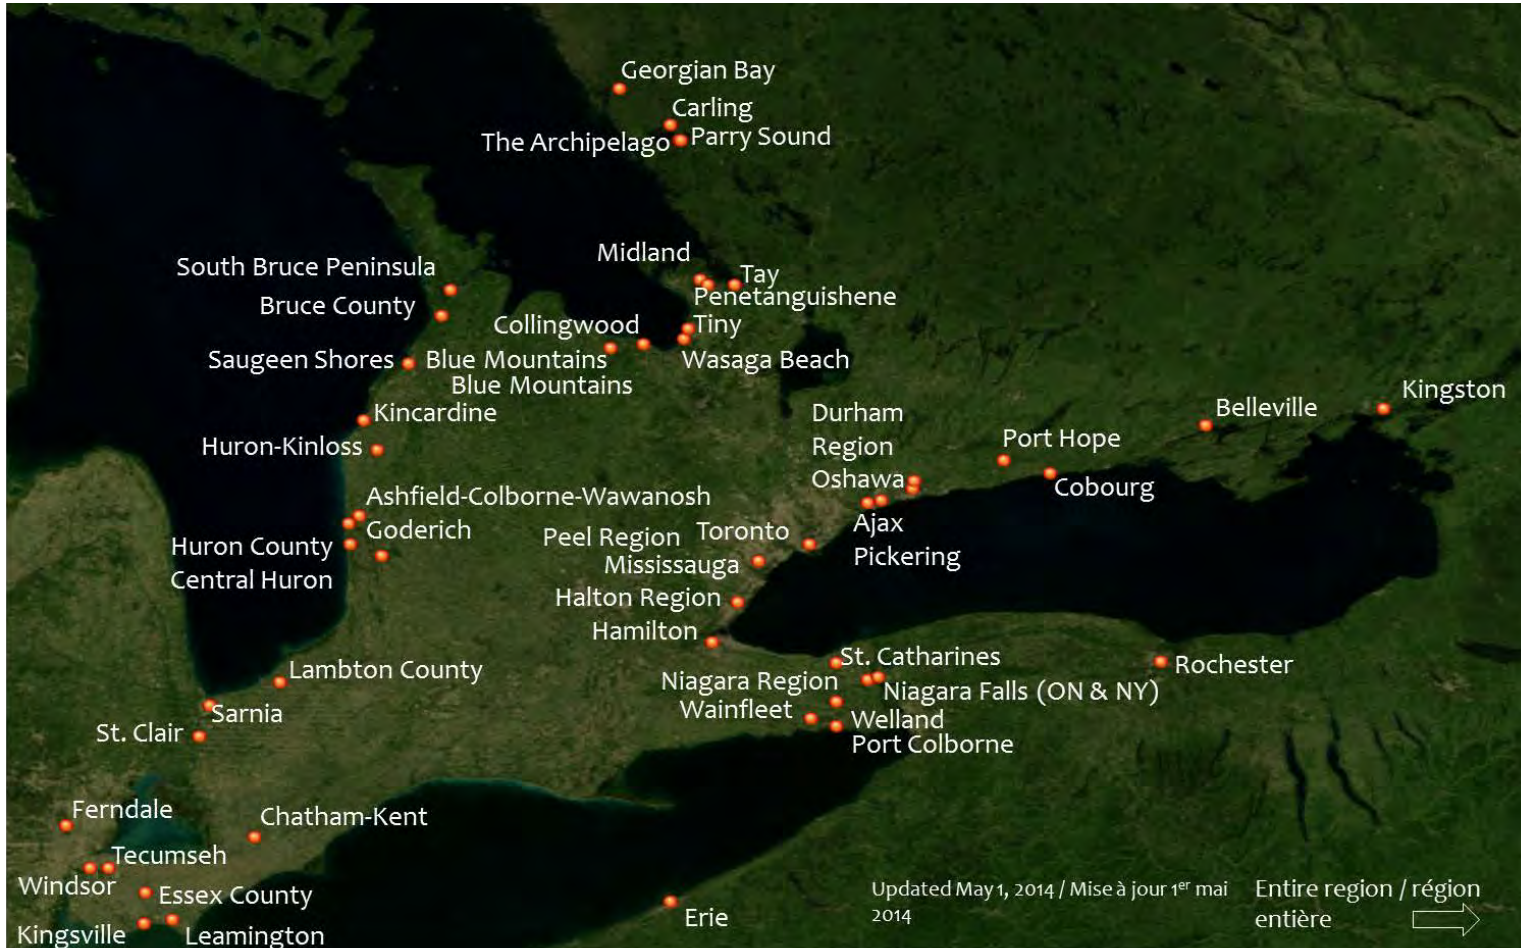 Georgian Bay
Carling
The Archipelago
Parry Sound
Midland
South Bruce Peninsula
Tay
Penetanguishene
Bruce County
Collingwood
Tiny
Saugeen Shores
Blue Mountains
Wasaga Beach
Blue Mountains
Kingston
Kincardine
Durham
Region
Oshawa
Belleville
Port Hope
Huron-Kinloss
Cobourg
Ashfield-Colborne-Wawanosh
Goderich
Ajax
Pickering
Peel Region
Toronto
Huron County
Central Huron
Mississauga
Halton Region
Hamilton
St. Catharines
Rochester
Lambton County
Niagara Region
Niagara Falls (ON & NY)
Wainfleet
Sarnia
Welland
St. Clair
Port Colborne
Ferndale
Chatham-Kent
Tecumseh
Windsor
Essex County
Kingsville
Leamington
Erie
Updated May 1, 2014 / Mise à jour 1er mai
2014
Entire region / région
entière